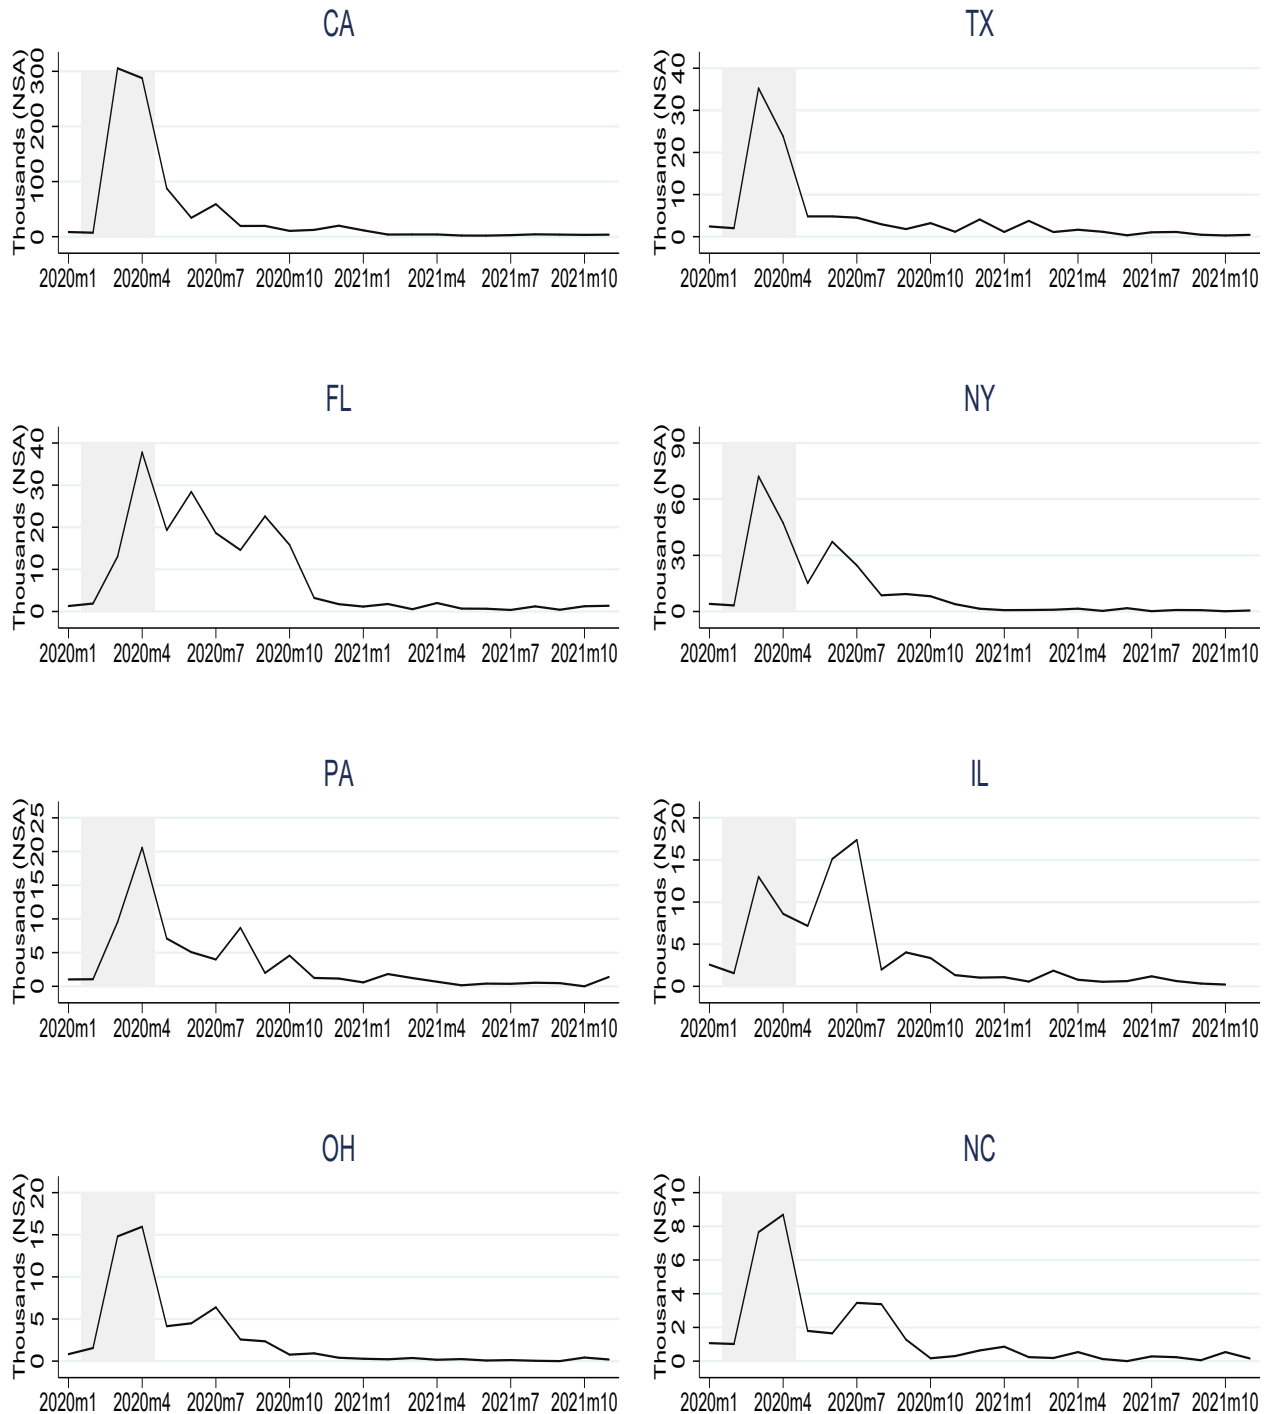 CA
Thousands (NSA)
0 100 200 300
2020m1 2020m4 2020m7 2020m10 2021m1 2021m4 2021m7 2021m10
TX
Thousands (NSA)
0 10 20 30 40
2020m1 2020m4 2020m7 2020m10 2021m1 2021m4 2021m7 2021m10
FL
Thousands (NSA)
0 10 20 30 40
2020m1 2020m4 2020m7 2020m10 2021m1 2021m4 2021m7 2021m10
NY
Thousands (NSA)
0 30 60 90
2020m1 2020m4 2020m7 2020m10 2021m1 2021m4 2021m7 2021m10
PA
Thousands (NSA)
0 5 10 15 20 25
2020m1 2020m4 2020m7 2020m10 2021m1 2021m4 2021m7 2021m10
IL
Thousands (NSA)
0 5 10 15 20
2020m1 2020m4 2020m7 2020m10 2021m1 2021m4 2021m7 2021m10
OH
Thousands (NSA)
0 5 10 15 20
2020m1 2020m4 2020m7 2020m10 2021m1 2021m4 2021m7 2021m10
NC
Thousands (NSA)
0 2 4 6 8 10
2020m1 2020m4 2020m7 2020m10 2021m1 2021m4 2021m7 2021m10